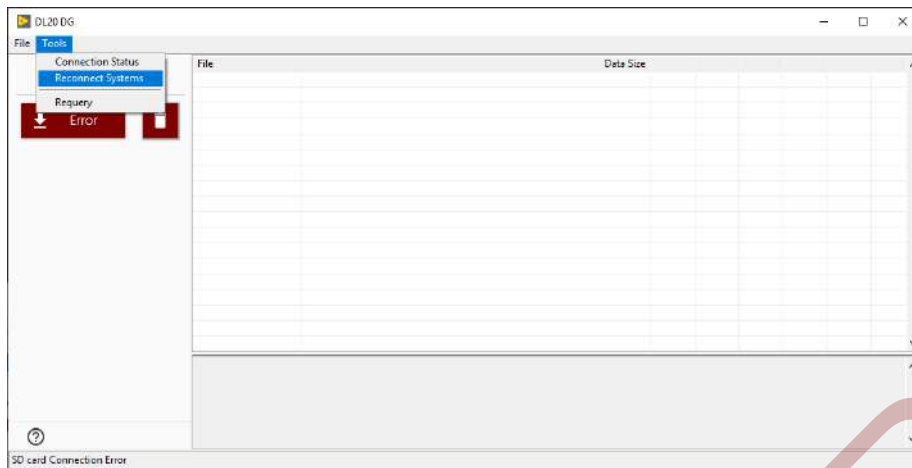 DL20 DG
File Tools
Connection Status
Reconnect Systems
Requery
Error
File Data Size
SD card Connection Error